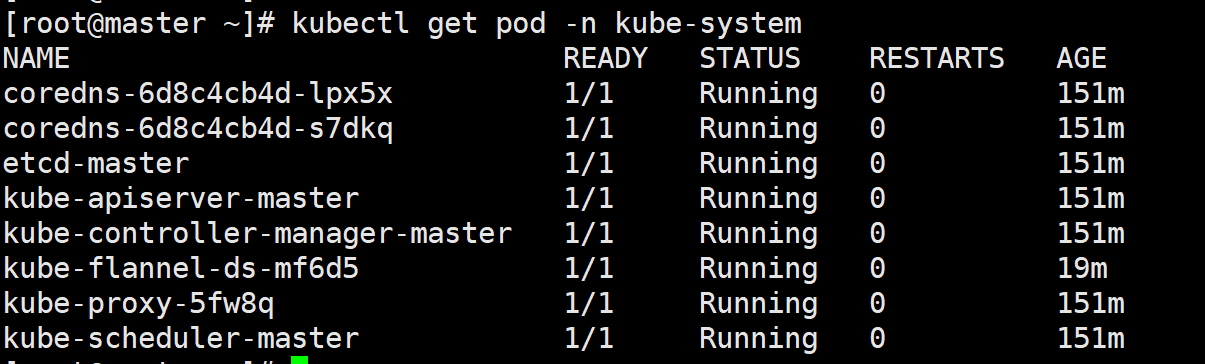 [root@master ~]# kubectl get pod -n kube-system
NAME READY STATUS RESTARTS AGE
coredns-6d8c4cb4d-lpx5x 1/1 Running 0 151m
coredns-6d8c4cb4d-s7dkq 1/1 Running 0 151m
etcd-master 1/1 Running 0 151m
kube-apiserver-master 1/1 Running 0 151m
kube-controller-manager-master 1/1 Running 0 151m
kube-flannel-ds-mf6d5 1/1 Running 0 19m
kube-proxy-5fw8q 1/1 Running 0 151m
kube-scheduler-master 1/1 Running 0 151m